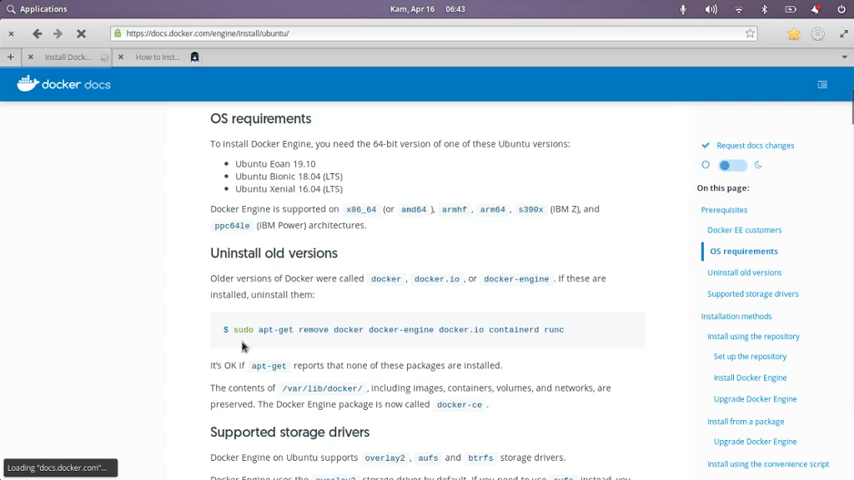 Applications
Kam, Apr 16 06:43
https://docs.docker.com/engine/install/ubuntu/
Install Dock...
How to Inst...
docker docs
OS requirements
To install Docker Engine, you need the 64-bit version of one of these Ubuntu versions:
Ubuntu Eoan 19.10
Ubuntu Bionic 18.04 (LTS)
Ubuntu Xenial 16.04 (LTS)
Docker Engine is supported on x86_64 (or amd64), armhf, arm64, s390x (IBM Z), and
ppc64le (IBM Power) architectures.
Uninstall old versions
Older versions of Docker were called docker, docker.io, or docker-engine. If these are
installed, uninstall them:
$ sudo apt-get remove docker docker-engine docker.io containerd runc
It's OK if apt-get reports that none of these packages are installed.
The contents of /var/lib/docker/, including images, containers, volumes, and networks, are
preserved. The Docker Engine package is now called docker-ce.
Supported storage drivers
Docker Engine on Ubuntu supports overlay2, aufs and btrfs storage drivers.
Docker Engine uses the overlay2 storage driver by default. If you need to use aufs instead, you
Request docs changes
On this page:
Prerequisites
Docker EE customers
OS requirements
Uninstall old versions
Supported storage drivers
Installation methods
Install using the repository
Set up the repository
Install Docker Engine
Upgrade Docker Engine
Install from a package
Upgrade Docker Engine
Install using the convenience script
Loading "docs.docker.com"...